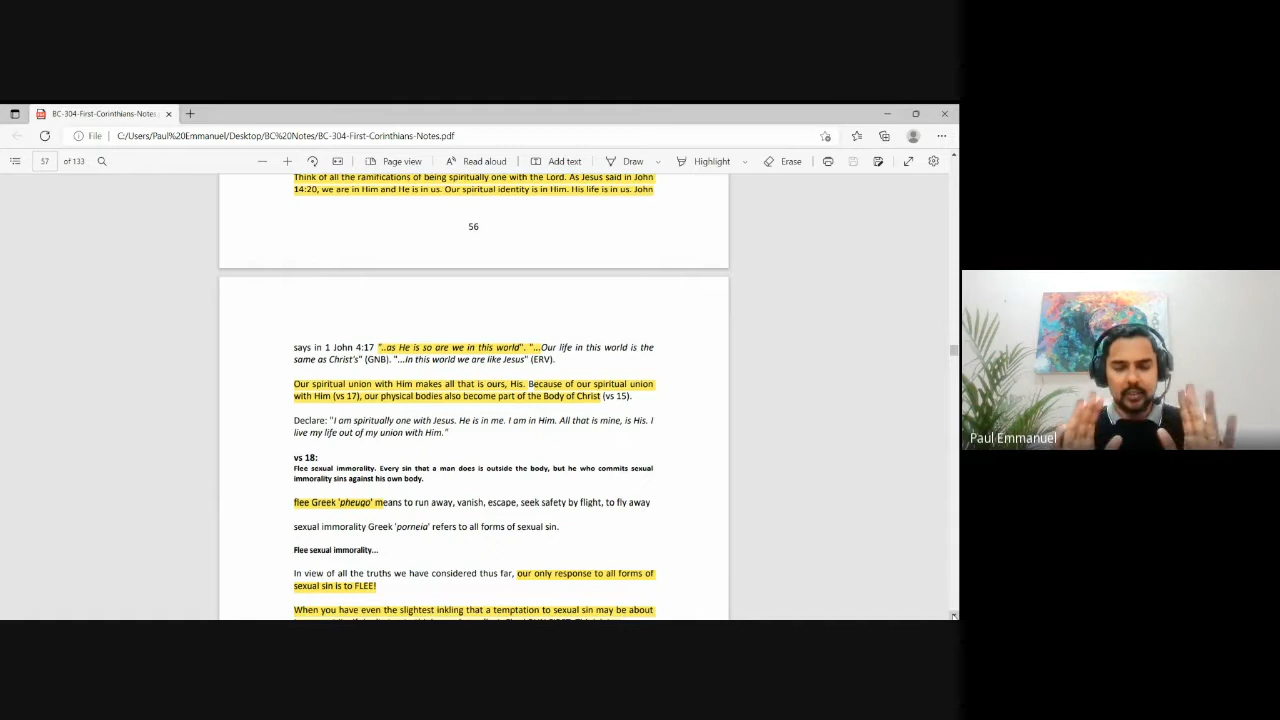 BC-304-First-Corinthians-Notes
File
C:/Users/Paul%20Emmanuel/Desktop/BC%20Notes/BC-304-First-Corinthians-Notes.pdf
57 of 133 Page view Read aloud Add text Draw Highlight Erase
Think of all the ramifications of being spiritually one with the Lord. As Jesus said in John
14:20, we are in Him and He is in us. Our spiritual identity is in Him. His life is in us. John
56
says in 1 John 4:17 "..as He is so are we in this world". "...Our life in this world is the
same as Christ's" (GNB). "...In this world we are like Jesus" (ERV).
Our spiritual union with Him makes all that is ours, His. Because of our spiritual union
with Him (vs 17), our physical bodies also become part of the Body of Christ (vs 15).
Declare: "I am spiritually one with Jesus. He is in me. I am in Him. All that is mine, is His. I
live my life out of my union with Him."
vs 18:
Flee sexual immorality. Every sin that a man does is outside the body, but he who commits sexual
immorality sins against his own body.
flee Greek 'pheugo' means to run away, vanish, escape, seek safety by flight, to fly away
sexual immorality Greek 'porneia' refers to all forms of sexual sin.
Flee sexual immorality...
In view of all the truths we have considered thus far, our only response to all forms of
sexual sin is to FLEE!
When you have even the slightest inkling that a temptation to sexual sin may be about
Paul Emmanuel